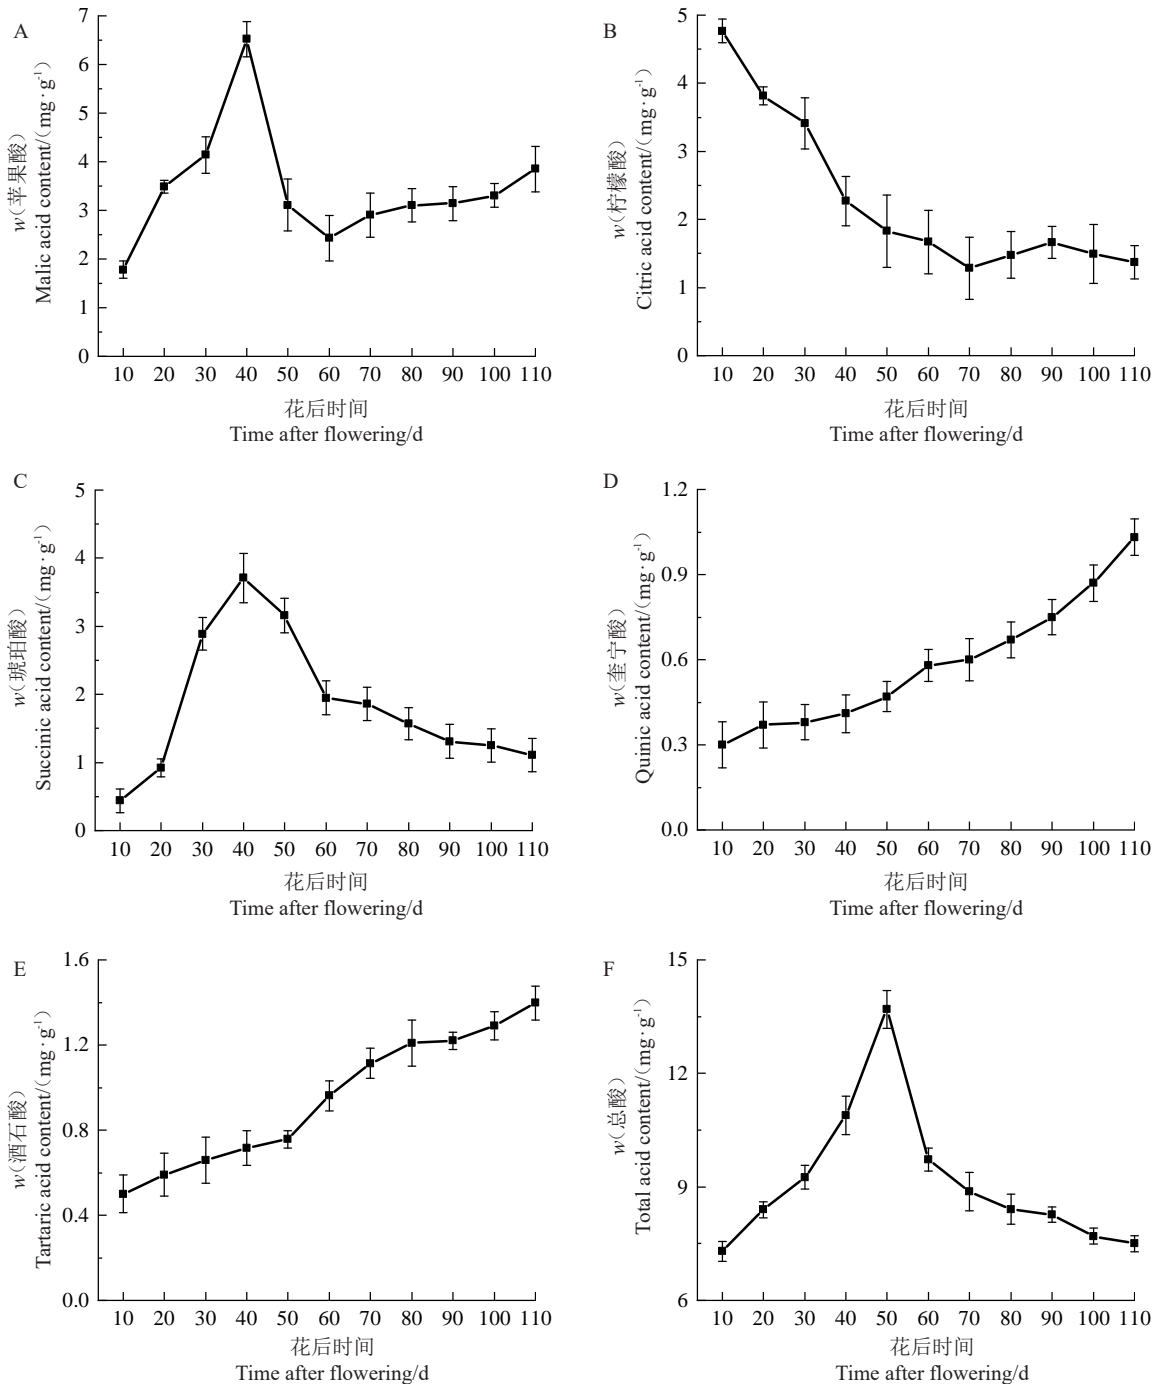 A
7
6
5
4
3
2
1
0
w(苹果酸)
Malic acid content/(mg·g-1)
10 20 30 40 50 60 70 80 90 100 110
花后时间
Time after flowering/d
B
5
4
3
2
1
0
w(柠檬酸)
Citric acid content/(mg·g-1)
10 20 30 40 50 60 70 80 90 100 110
花后时间
Time after flowering/d
C
5
4
3
2
1
0
w(琥珀酸)
Succinic acid content/(mg·g-1)
10 20 30 40 50 60 70 80 90 100 110
花后时间
Time after flowering/d
D
1.2
0.9
0.6
0.3
0.0
w(奎宁酸)
Quinic acid content/(mg·g-1)
10 20 30 40 50 60 70 80 90 100 110
花后时间
Time after flowering/d
E
1.6
1.2
0.8
0.4
0.0
w(酒石酸)
Tartaric acid content/(mg·g-1)
10 20 30 40 50 60 70 80 90 100 110
花后时间
Time after flowering/d
F
15
12
9
6
w(总酸)
Total acid content/(mg·g-1)
10 20 30 40 50 60 70 80 90 100 110
花后时间
Time after flowering/d